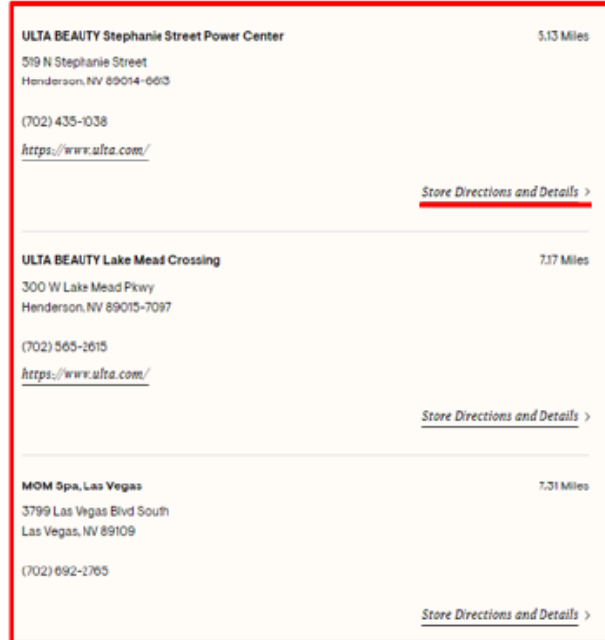 ULTA BEAUTY Stephanie Street Power Center 5.13 Miles
519 N Stephanie Street
Henderson, NV 89014-6613
(702) 435-1038
https://www.ulta.com/
Store Directions and Details >
ULTA BEAUTY Lake Mead Crossing 7.17 Miles
300 W Lake Mead Pkwy
Henderson, NV 89015-7097
(702) 565-2615
https://www.ulta.com/
Store Directions and Details >
MGM Spa, Las Vegas 7.31 Miles
3799 Las Vegas Blvd South
Las Vegas, NV 89109
(702) 692-2765
Store Directions and Details >